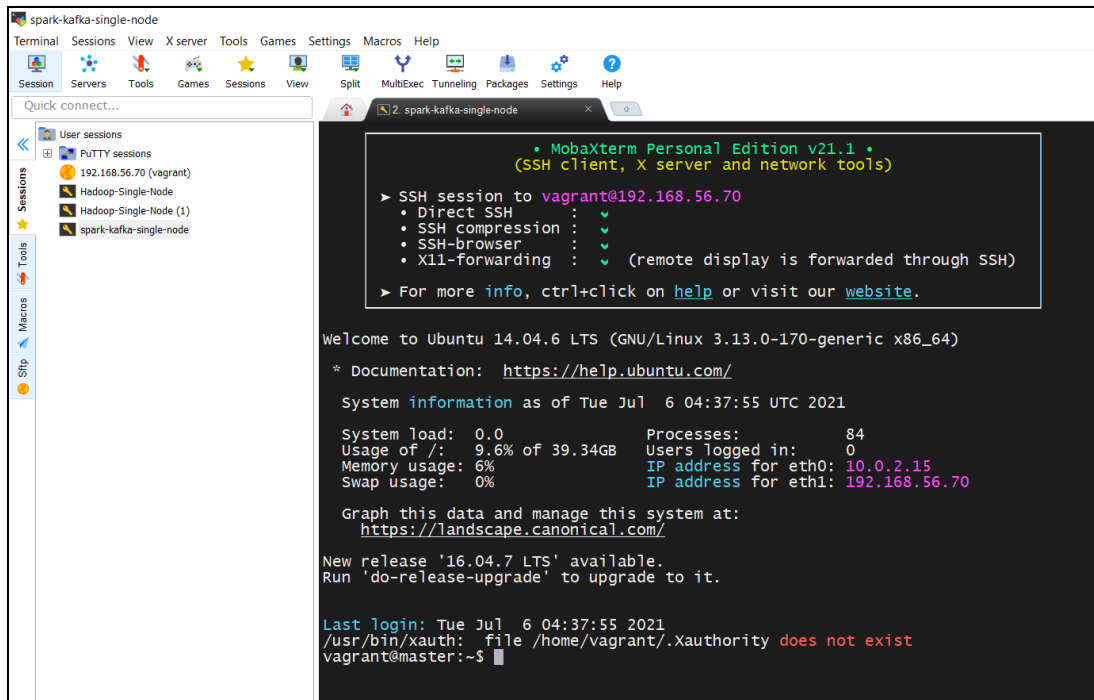 spark-kafka-single-node
Terminal Sessions View X server Tools Games Settings Macros Help
Session Servers Tools Games Sessions View Split MultiExec Tunneling Packages Settings Help
Quick connect...
2. spark-kafka-single-node
User sessions
PuTTY sessions
192.168.56.70 (vagrant)
Hadoop-Single-Node
Hadoop-Single-Node (1)
spark-kafka-single-node
Sessions
Tools
Macros
Sftp
• MobaXterm Personal Edition v21.1 •
(SSH client, X server and network tools)
➤ SSH session to vagrant@192.168.56.70
• Direct SSH : ✔
• SSH compression : ✔
• SSH-browser : ✔
• X11-forwarding : ✔ (remote display is forwarded through SSH)
➤ For more info, ctrl+click on help or visit our website.
Welcome to Ubuntu 14.04.6 LTS (GNU/Linux 3.13.0-170-generic x86_64)
* Documentation: https://help.ubuntu.com/
System information as of Tue Jul 6 04:37:55 UTC 2021
System load: 0.0 Processes: 84
Usage of /: 9.6% of 39.34GB Users logged in: 0
Memory usage: 6% IP address for eth0: 10.0.2.15
Swap usage: 0% IP address for eth1: 192.168.56.70
Graph this data and manage this system at:
https://landscape.canonical.com/
New release '16.04.7 LTS' available.
Run 'do-release-upgrade' to upgrade to it.
Last login: Tue Jul 6 04:37:55 2021
/usr/bin/xauth: file /home/vagrant/.Xauthority does not exist
vagrant@master:~$